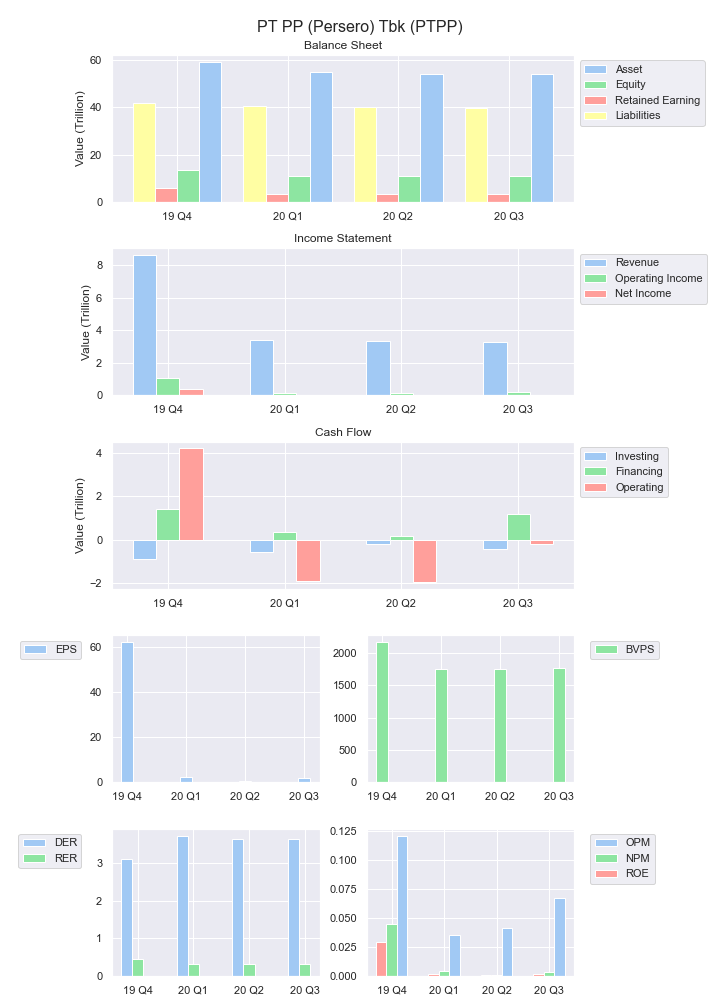 PT PP (Persero) Tbk (PTPP)
Balance Sheet
Value (Trillion)
60
40
20
0
19 Q4 20 Q1 20 Q2 20 Q3
Asset
Equity
Retained Earning
Liabilities
Income Statement
Value (Trillion)
8
6
4
2
0
19 Q4 20 Q1 20 Q2 20 Q3
Revenue
Operating Income
Net Income
Cash Flow
Value (Trillion)
4
2
0
−2
19 Q4 20 Q1 20 Q2 20 Q3
Investing
Financing
Operating
EPS
60
40
20
0
19 Q4 20 Q1 20 Q2 20 Q3
2000
1500
1000
500
0
19 Q4 20 Q1 20 Q2 20 Q3
BVPS
DER
RER
3
2
1
0
19 Q4 20 Q1 20 Q2 20 Q3
0.125
0.100
0.075
0.050
0.025
0.000
19 Q4 20 Q1 20 Q2 20 Q3
OPM
NPM
ROE